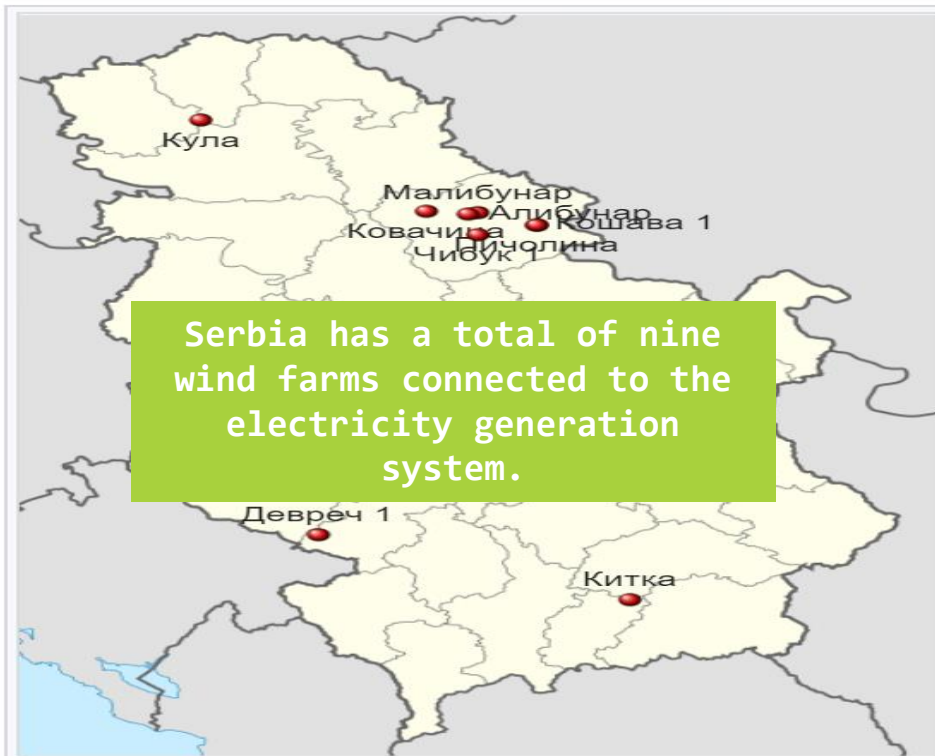 Кула
Малибунар
Алибунар
Кошава 1
Ковачица
Пичолина
Чибук 1
Serbia has a total of nine
wind farms connected to the
electricity generation
system.
Девреч 1
Китка